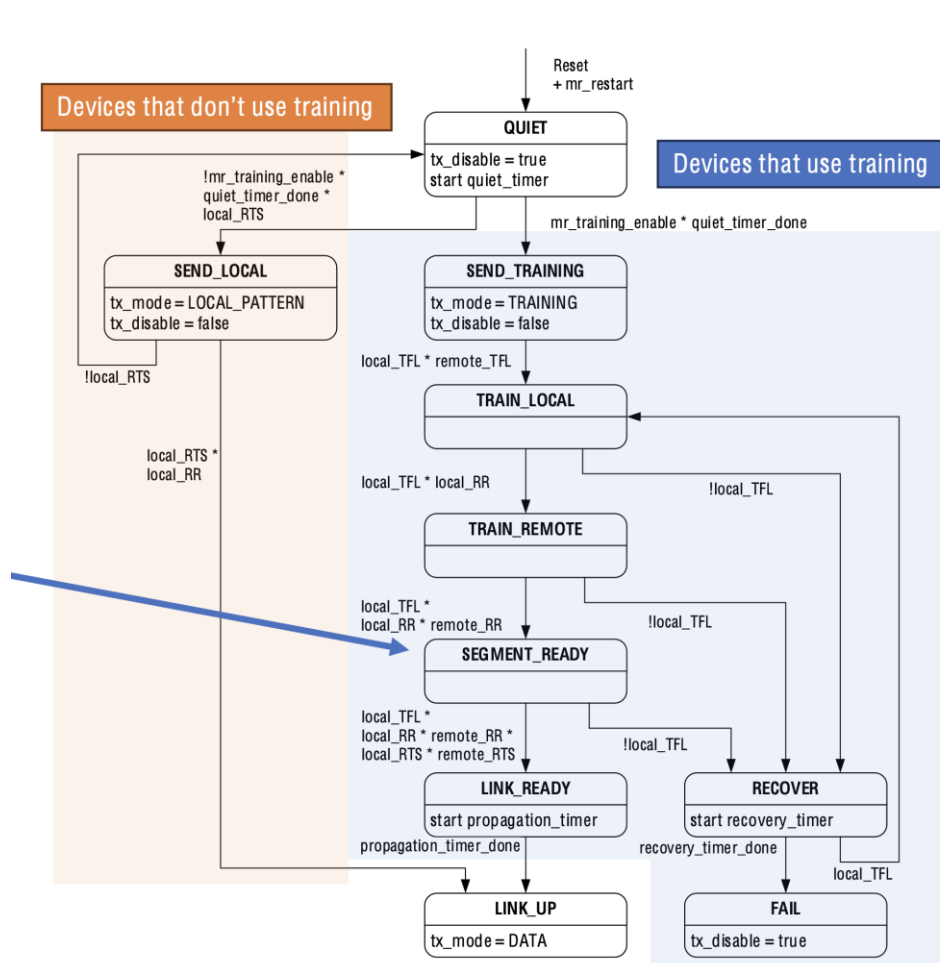 Reset
+ mr_restart
Devices that don't use training
QUIET
tx_disable = true
start quiet_timer
Devices that use training
!mr_training_enable *
quiet_timer_done *
local_RTS
mr_training_enable * quiet_timer_done
SEND_LOCAL
tx_mode = LOCAL_PATTERN
tx_disable = false
SEND_TRAINING
tx_mode = TRAINING
tx_disable = false
!local_RTS
local_TFL * remote_TFL
TRAIN_LOCAL
local_RTS *
local_RR
local_TFL * local_RR
!local_TFL
TRAIN_REMOTE
local_TFL *
local_RR * remote_RR
!local_TFL
SEGMENT_READY
local_TFL *
local_RR * remote_RR *
local_RTS * remote_RTS
!local_TFL
LINK_READY
start propagation_timer
RECOVER
start recovery_timer
propagation_timer_done
recovery_timer_done
local_TFL
LINK_UP
tx_mode = DATA
FAIL
tx_disable = true